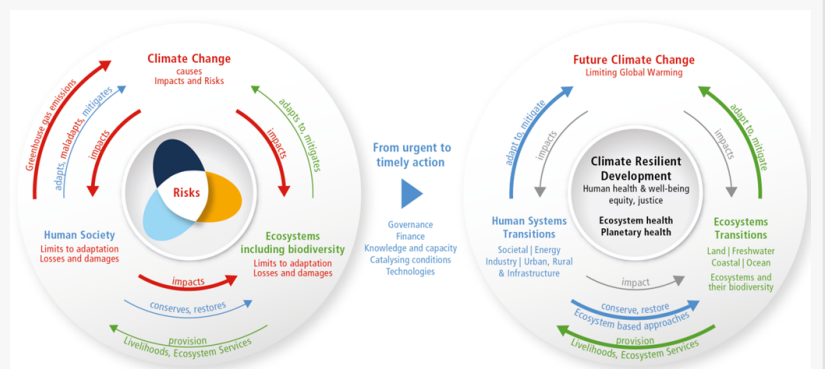 Climate Change
causes
Impacts and Risks
Greenhouse gas emissions
adapts, maladapts, mitigates
impacts
impacts
adapts to, mitigates
Risks
Human Society
Limits to adaptation
Losses and damages
Ecosystems
including biodiversity
Limits to adaptation
Losses and damages
impacts
conserves, restores
provision
Livelihoods, Ecosystem Services
From urgent to
timely action
Governance
Finance
Knowledge and capacity
Catalysing conditions
Technologies
Future Climate Change
Limiting Global Warming
adapt to, mitigate
impacts
impacts
adapt to, mitigate
Climate Resilient
Development
Human health & well-being
equity, justice
Ecosystem health
Planetary health
Human Systems
Transitions
Societal | Energy
Industry | Urban, Rural
& Infrastructure
Ecosystems
Transitions
Land | Freshwater
Coastal | Ocean
Ecosystems and
their biodiversity
impact
conserve, restore
Ecosystem based approaches
provision
Livelihoods, Ecosystem Services